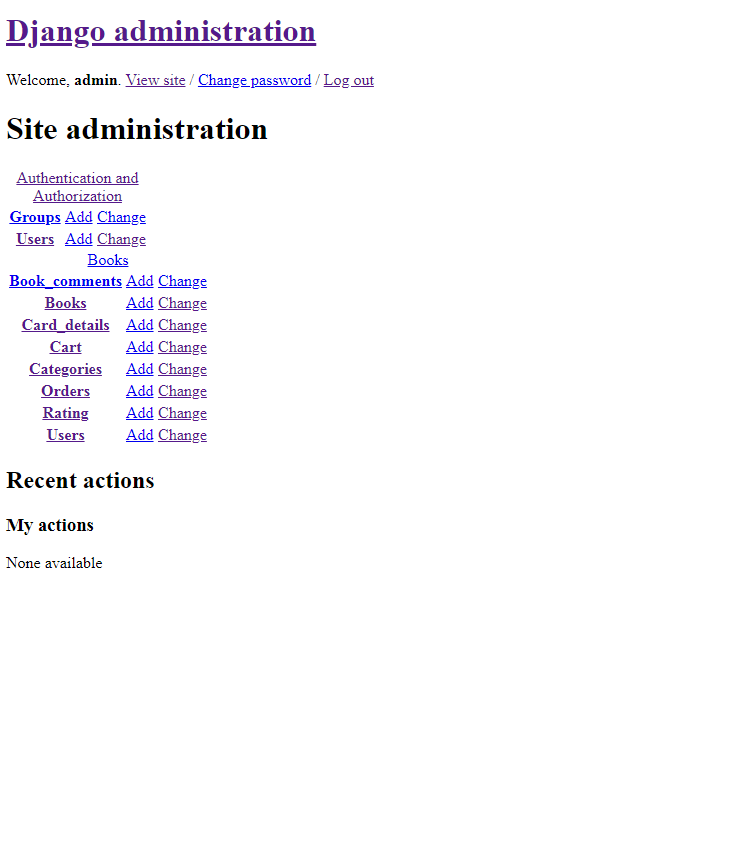 Django administration
Welcome, admin. View site / Change password / Log out
Site administration
Authentication and
Authorization
Groups Add Change
Users Add Change
Books
Book_comments Add Change
Books Add Change
Card_details Add Change
Cart Add Change
Categories Add Change
Orders Add Change
Rating Add Change
Users Add Change
Recent actions
My actions
None available